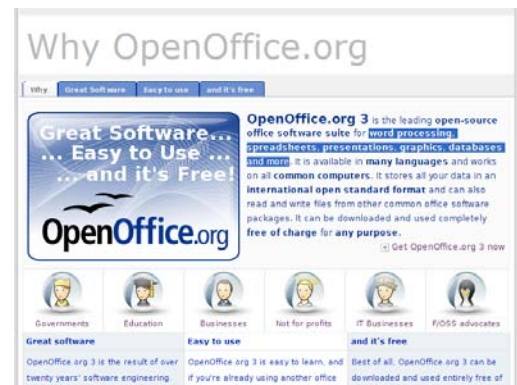 Why OpenOffice.org
Why Great Software Easy to use and it's free
Great Software...
... Easy to Use ...
... and it's Free!
OpenOffice.org
OpenOffice.org 3 is the leading open-source
office software suite for word processing,
spreadsheets, presentations, graphics, databases
and more. It is available in many languages and works
on all common computers. It stores all your data in an
international open standard format and can also
read and write files from other common office software
packages. It can be downloaded and used completely
free of charge for any purpose.
Get OpenOffice.org 3 now
Governments Education Businesses Not for profits IT Businesses F/OSS advocates
Great software Easy to use and it's free
OpenOffice.org 3 is the result of over
twenty years' software engineering.
OpenOffice.org 3 is easy to learn, and
if you're already using another office
Best of all, OpenOffice.org 3 can be
downloaded and used entirely free of